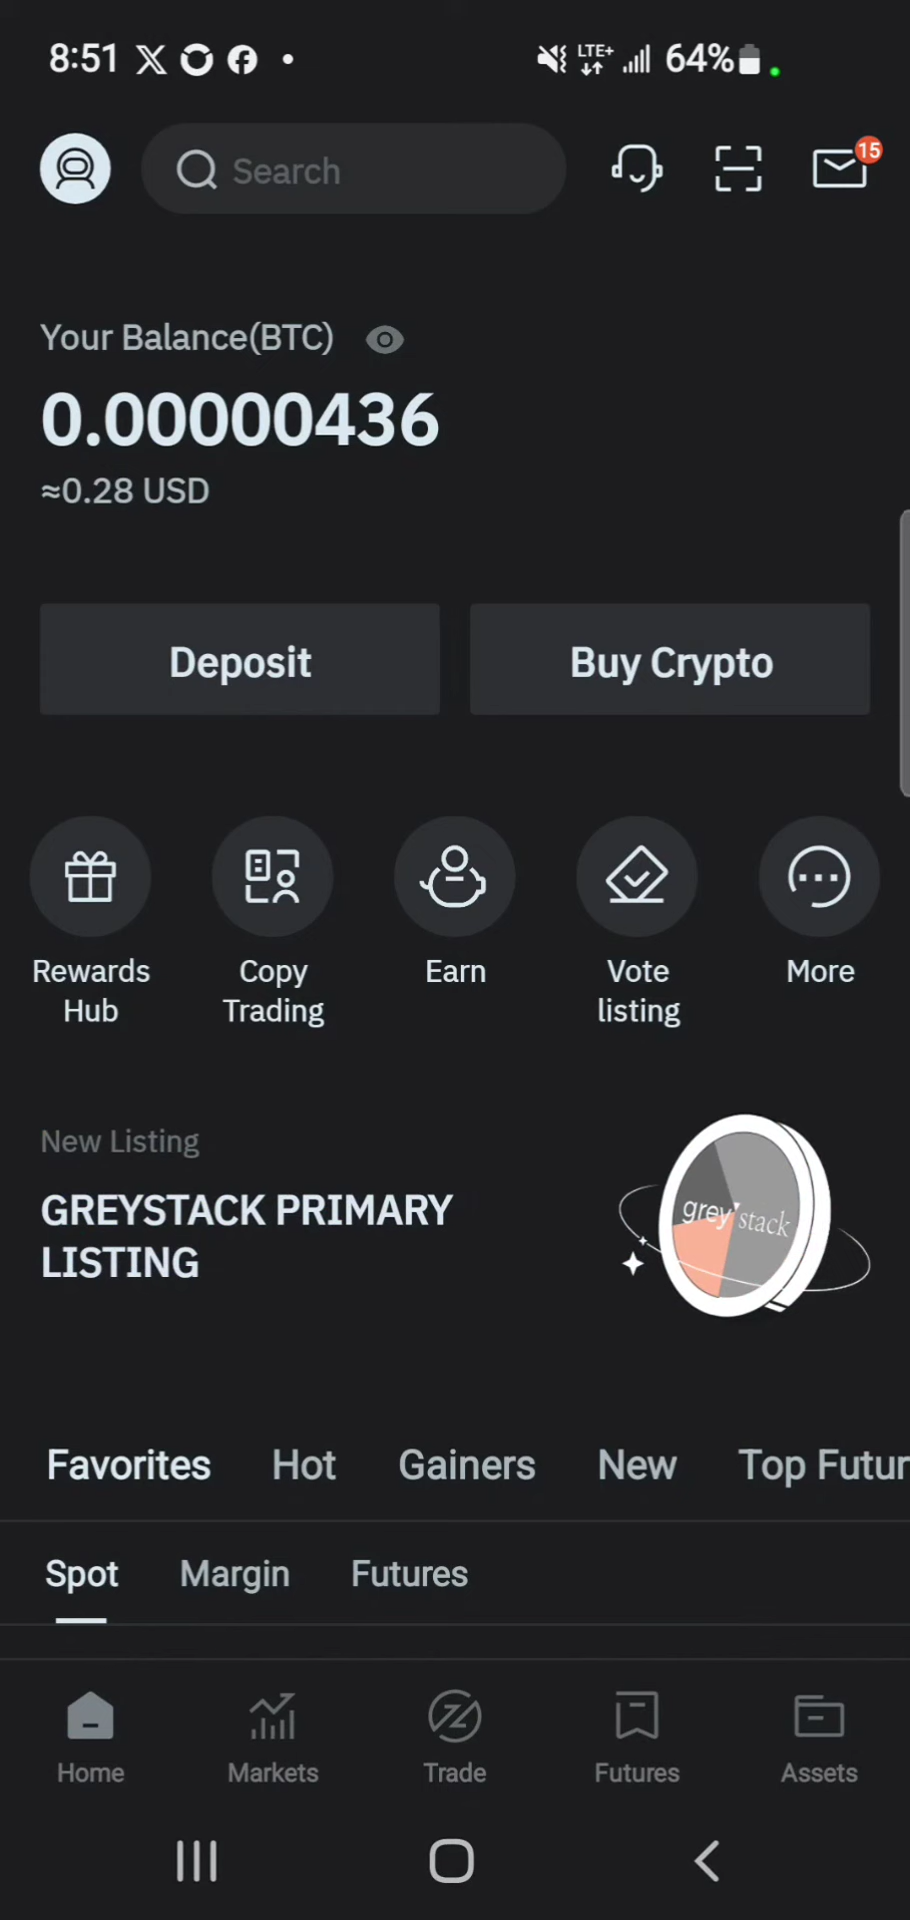 8:51
LTE+
64%
Search
15
Your Balance(BTC)
0.00000436
≈0.28 USD
Deposit
Buy Crypto
Rewards Hub
Copy Trading
Earn
Vote listing
More
New Listing
GREYSTACK PRIMARY
LISTING
grey stack
Favorites
Hot
Gainers
New
Top Futur
Spot
Margin
Futures
Home
Markets
Trade
Futures
Assets